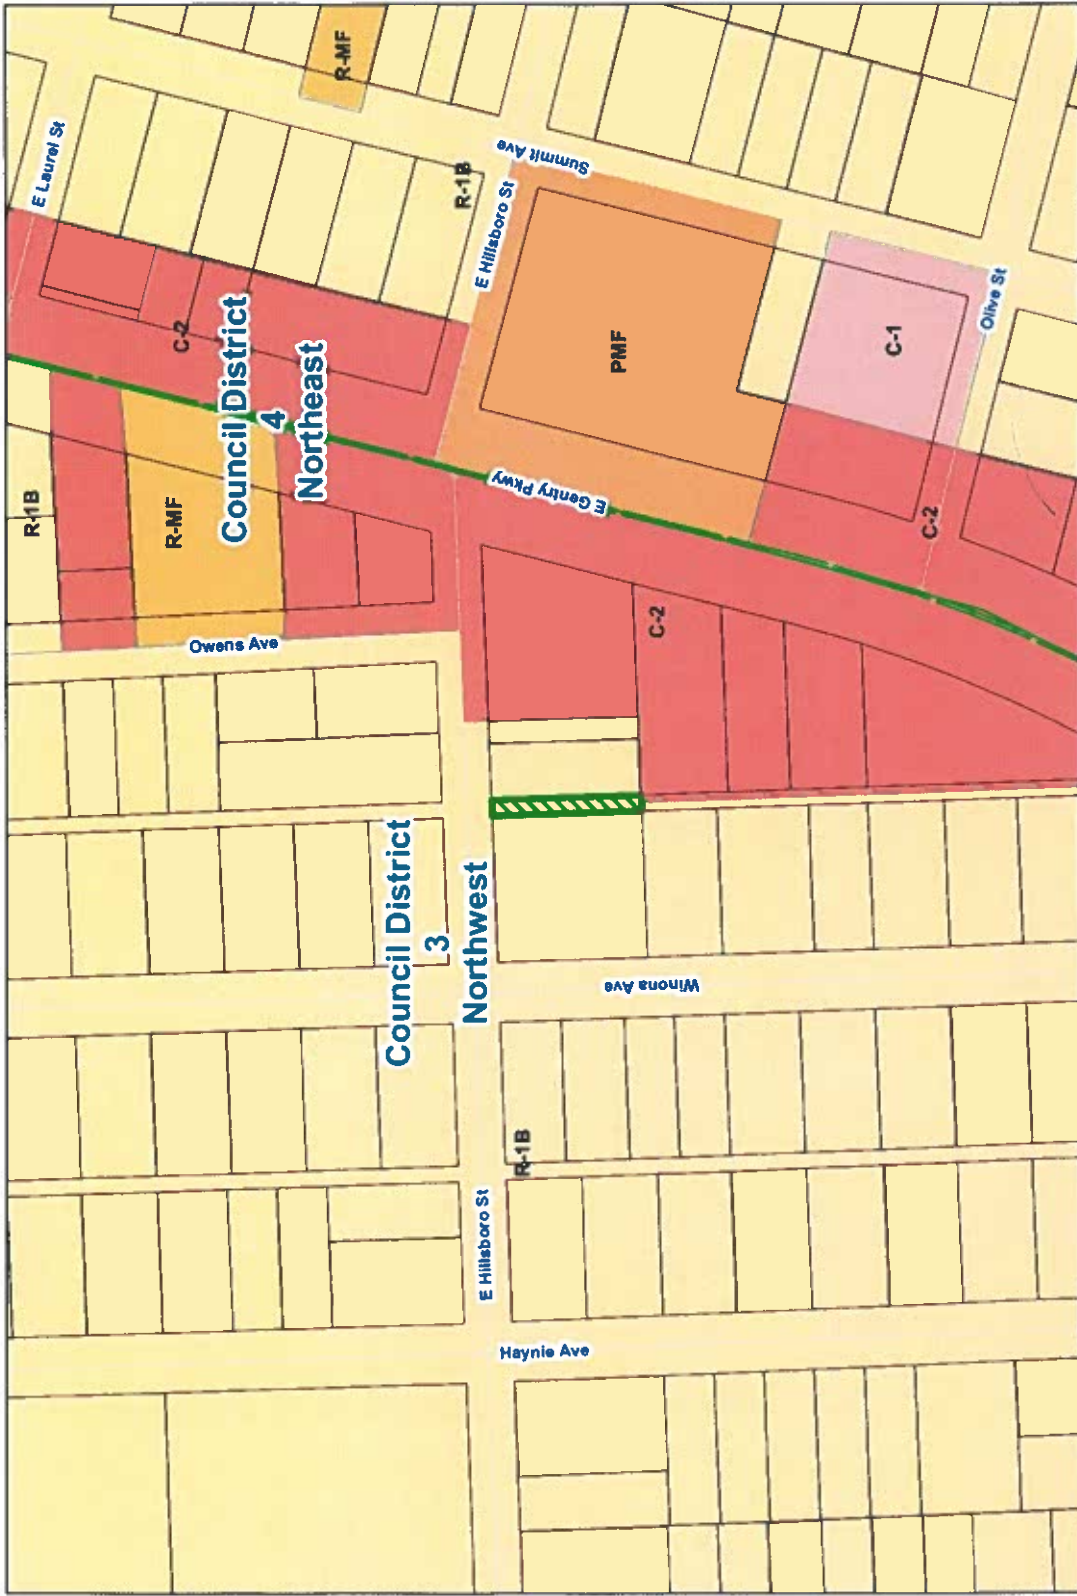 E Laurel St
R-MF
R-1B
Summit Ave
E Hillsboro St
C-2
Council District
4
Northeast
R-1B
R-MF
PMF
C-1
Olive St
E Gentry Pkwy
C-2
C-2
Owens Ave
Council District
3
Northwest
Winona Ave
R-1B
E Hillsboro St
Haynie Ave